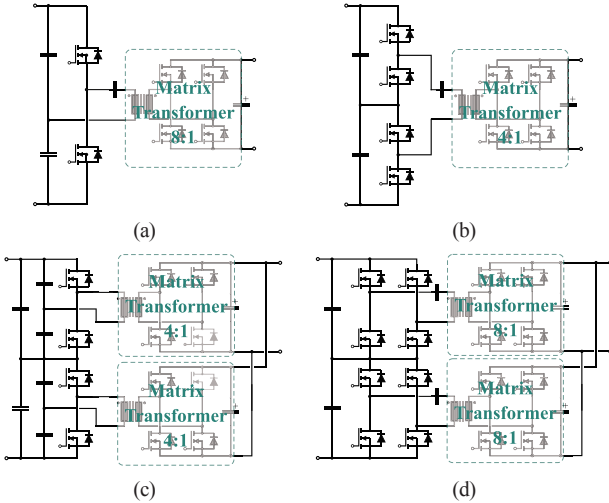 Matrix
Transformer
8:1
(a)
Matrix
Transformer
4:1
(b)
Matrix
Transformer
4:1
Matrix
Transformer
4:1
(c)
Matrix
Transformer
8:1
Matrix
Transformer
8:1
(d)